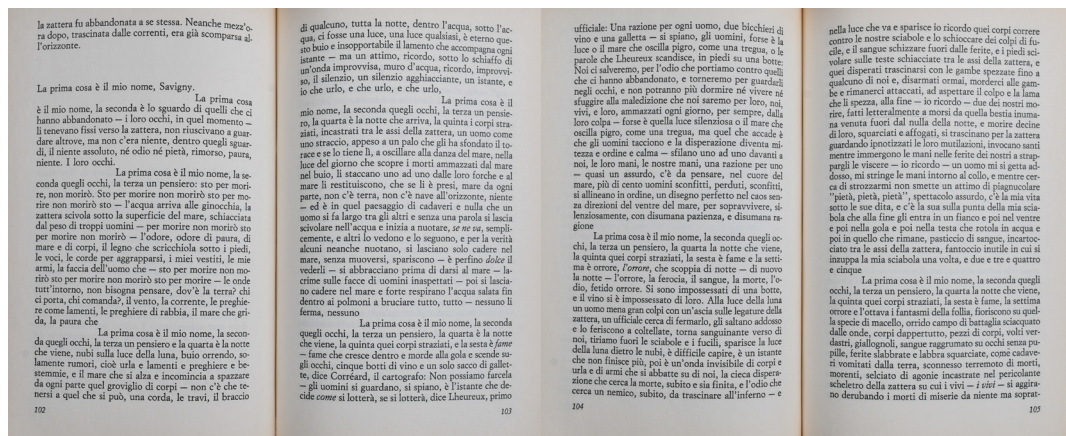 la zattera fu abbandonata a se stessa. Neanche mezz'o-
ra dopo, trascinata dalle correnti, era già scomparsa al-
l'orizzonte.
La prima cosa è il mio nome, Savigny.
La prima cosa
è il mio nome, la seconda è lo sguardo di quelli che ci
hanno abbandonato — i loro occhi, in quel momento —
li tenevano fissi verso la zattera, non riuscivano a guar-
dare altrove, ma non c'era niente, dentro quegli sguar-
di, il niente assoluto, né odio né pietà, rimorso, paura,
niente. I loro occhi.
La prima cosa è il mio nome, la se-
conda quegli occhi, la terza un pensiero: sto per mori-
re, non morirò. Sto per morire non morirò sto per mo-
rire non morirò sto — l'acqua arriva alle ginocchia, la
zattera scivola sotto la superficie del mare, schiacciata
dal peso di troppi uomini — per morire non morirò sto
per morire non morirò — l'odore, odore di paura, di
mare e di corpi, il legno che scricchiola sotto i piedi,
le voci, le corde per aggrapparsi, i miei vestiti, le mie
armi, la faccia dell'uomo che — sto per morire non mo-
rirò sto per morire non morirò sto per morire — le onde
tutt'intorno, non bisogna pensare, dov'è la terra? chi
ci porta, chi comanda?, il vento, la corrente, le preghie-
re come lamenti, le preghiere di rabbia, il mare che gri-
da, la paura che
La prima cosa è il mio nome, la secon-
da quegli occhi, la terza un pensiero e la quarta è la notte
che viene, nubi sulla luce della luna, buio orrendo, so-
lamente rumori, cioè urla e lamenti e preghiere e be-
stemmie, e il mare che si alza e incomincia a spazzare
da ogni parte quel groviglio di corpi — non c'è che te-
nersi a quel che si può, una corda, le travi, il braccio
102
di qualcuno, tutta la notte, dentro l'acqua, sotto l'ac-
qua, ci fosse una luce, una luce qualsiasi, è eterno que-
sto buio e insopportabile il lamento che accompagna ogni
istante — ma un attimo, ricordo, sotto lo schiaffo di
un'onda improvvisa, muro d'acqua, ricordo, improvvi-
so, il silenzio, un silenzio agghiacciante, un istante, e
io che urlo, e che urlo, e che urlo,
La prima cosa è il
mio nome, la seconda quegli occhi, la terza un pensie-
ro, la quarta è la notte che arriva, la quinta i corpi stra-
ziati, incastrati tra le assi della zattera, un uomo come
uno straccio, appeso a un palo che gli ha sfondato il to-
race e se lo tiene lì, a oscillare alla danza del mare, nella
luce del giorno che scopre i morti ammazzati dal mare
nel buio, li staccano uno ad uno dalle loro forche e al
mare li restituiscono, che se li è presi, mare da ogni
parte, non c'è terra, non c'è nave all'orizzonte, niente
— ed è in quel paesaggio di cadaveri e nulla che un
uomo si fa largo tra gli altri e senza una parola si lascia
scivolare nell'acqua e inizia a nuotare, se ne va, sempli-
cemente, e altri lo vedono e lo seguono, e per la verità
alcuni neanche nuotano, si lasciano solo cadere nel
mare, senza muoversi, spariscono — è perfino dolce il
vederli — si abbracciano prima di darsi al mare — la-
crime sulle facce di uomini inaspettati — poi si lascia-
no cadere nel mare e forte respirano l'acqua salata fin
dentro ai polmoni a bruciare tutto, tutto — nessuno li
ferma, nessuno
La prima cosa è il mio nome, la seconda
quegli occhi, la terza un pensiero, la quarta è la notte
che viene, la quinta quei corpi straziati, e la sesta è fame
— fame che cresce dentro e morde alla gola e scende su-
gli occhi, cinque botti di vino e un solo sacco di gallet-
te, dice Corréard, il cartografo: Non possiamo farcela
— gli uomini si guardano, si spiano, è l'istante che de-
cide come si lotterà, se si lotterà, dice Lheureux, primo
103
ufficiale: Una razione per ogni uomo, due bicchieri di
vino e una galletta — si spiano, gli uomini, forse è la
luce o il mare che oscilla pigro, come una tregua, o le
parole che Lheureux scandisce, in piedi su una botte:
Noi ci salveremo, per l'odio che portiamo contro quelli
che ci hanno abbandonato, e torneremo per guardarli
negli occhi, e non potranno più dormire né vivere né
sfuggire alla maledizione che noi saremo per loro, noi,
vivi, e loro, ammazzati ogni giorno, per sempre, dalla
loro colpa — forse è quella luce silenziosa o il mare che
oscilla pigro, come una tregua, ma quel che accade è
che gli uomini tacciono e la disperazione diventa mi-
tezza e ordine e calma — sfilano uno ad uno davanti a
noi, le loro mani, le nostre mani, una razione per uno
— quasi un assurdo, c'è da pensare, nel cuore del
mare, più di cento uomini sconfitti, perduti, sconfitti,
si allineano in ordine, un disegno perfetto nel caos sen-
za direzioni del ventre del mare, per sopravvivere, si-
lenziosamente, con disumana pazienza, e disumana ra-
gione
La prima cosa è il mio nome, la seconda quegli oc-
chi, la terza un pensiero, la quarta la notte che viene,
la quinta quei corpi straziati, la sesta è fame e la setti-
ma è orrore, l'orrore, che scoppia di notte — di nuovo
la notte — l'orrore, la ferocia, il sangue, la morte, l'o-
dio, fetido orrore. Si sono impossessati di una botte,
e il vino si è impossessato di loro. Alla luce della luna
un uomo mena gran colpi con un'ascia sulle legature della
zattera, un ufficiale cerca di fermarlo, gli saltano addosso
e lo feriscono a coltellate, torna sanguinante verso di
noi, tiriamo fuori le sciabole e i fucili, sparisce la luce
della luna dietro le nubi, è difficile capire, è un istante
che non finisce più, poi è un'onda invisibile di corpi e
urla e di armi che si abbatte su di noi, la cieca dispera-
zione che cerca la morte, subito e sia finita, e l'odio che
cerca un nemico, subito, da trascinare all'inferno — e
104
nella luce che va e sparisce io ricordo quei corpi correre
contro le nostre sciabole e lo schioccare dei colpi di fu-
cile, e il sangue schizzare fuori dalle ferite, e i piedi sci-
volare sulle teste schiacciate tra le assi della zattera, e
quei disperati trascinarsi con le gambe spezzate fino a
qualcuno di noi e, disarmati ormai, morderci alle gam-
be e rimanerci attaccati, ad aspettare il colpo e la lama
che li spezza, alla fine — io ricordo — due dei nostri mo-
rire, fatti letteralmente a morsi da quella bestia inuma-
na venuta fuori dal nulla della notte, e morire decine
di loro, squarciati e affogati, si trascinano per la zattera
guardando ipnotizzati le loro mutilazioni, invocano santi
mentre immergono le mani nelle ferite dei nostri a strap-
pargli le viscere — io ricordo — un uomo mi si getta ad-
dosso, mi stringe le mani intorno al collo, e mentre cer-
ca di strozzarmi non smette un attimo di piagnucolare
"pietà, pietà, pietà", spettacolo assurdo, c'è la mia vita
sotto le sue dita, e c'è la sua sulla punta della mia scia-
bola che alla fine gli entra in un fianco e poi nel ventre
e poi nella gola e poi nella testa che rotola in acqua e
poi in quello che rimane, pasticcio di sangue, incartoc-
ciato tra le assi della zattera, fantoccio inutile in cui si
inzuppa la mia sciabola una volta, e due e tre e quattro
e cinque
La prima cosa è il mio nome, la seconda quegli
occhi, la terza un pensiero, la quarta è la notte che viene,
la quinta quei corpi straziati, la sesta è fame, la settima
orrore e l'ottava i fantasmi della follia, fioriscono su quel-
la specie di macello, orrido campo di battaglia sciacquato
dalle onde, corpi dappertutto, pezzi di corpi, volti ver-
dastri, giallognoli, sangue raggrumato su occhi senza pu-
pille, ferite slabbrate e labbra squarciate, come cadave-
ri vomitati dalla terra, sconnesso terremoto di morti,
morenti, selciato di agonie incastrate nel pericolante
scheletro della zattera su cui i vivi — i vivi — si aggira-
no derubando i morti di miserie da niente ma soprat-
105